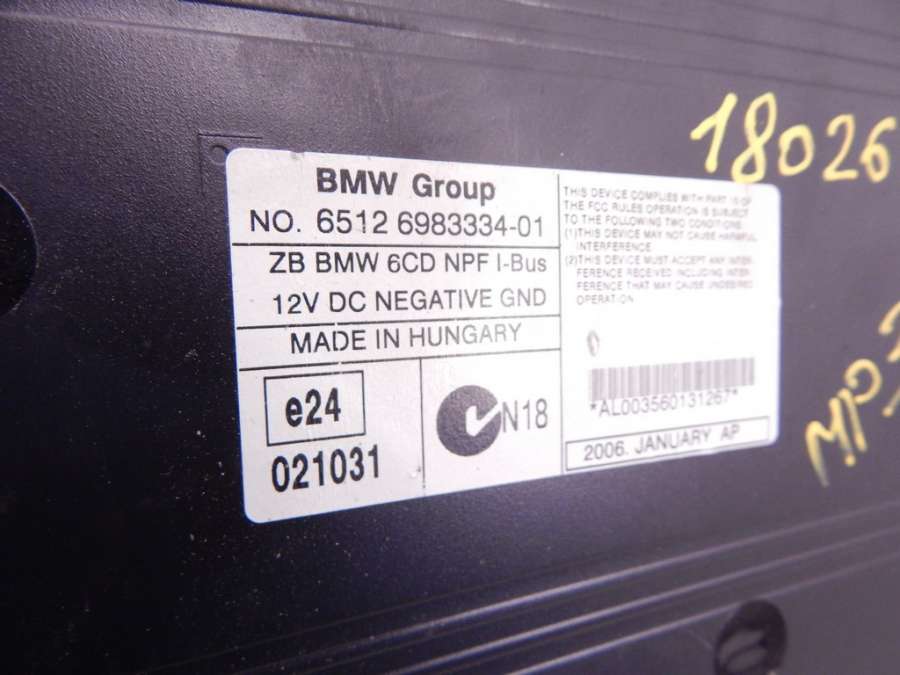 18026
BMW Group
NO. 6512 6983334-01
ZB BMW 6CD NPF I-Bus
12V DC NEGATIVE GND
MADE IN HUNGARY
e24
021031
N18
THIS DEVICE COMPLIES WITH PART 15 OF
THE FCC RULES OPERATION IS SUBJECT
TO THE FOLLOWING TWO CONDITIONS
(1)THIS DEVICE MAY NOT CAUSE HARMFUL
INTERFERENCE
(2)THIS DEVICE MUST ACCEPT ANY INTER-
FERENCE RECEIVED INCLUDING INTER-
FERENCE THAT MAY CAUSE UNDESIRED
OPERATION
*AL003560131267*
2006. JANUARY AP
MP3